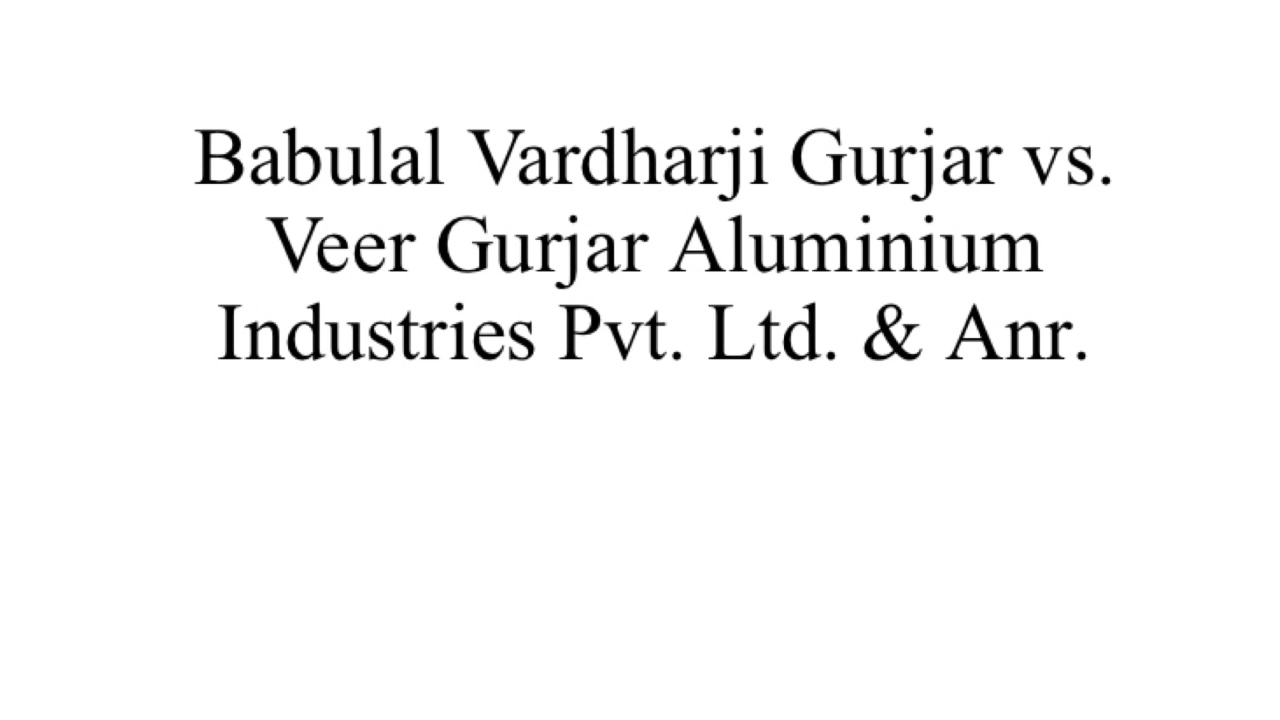 Babulal Vardharji Gurjar vs.
Veer Gurjar Aluminium
Industries Pvt. Ltd. & Anr.